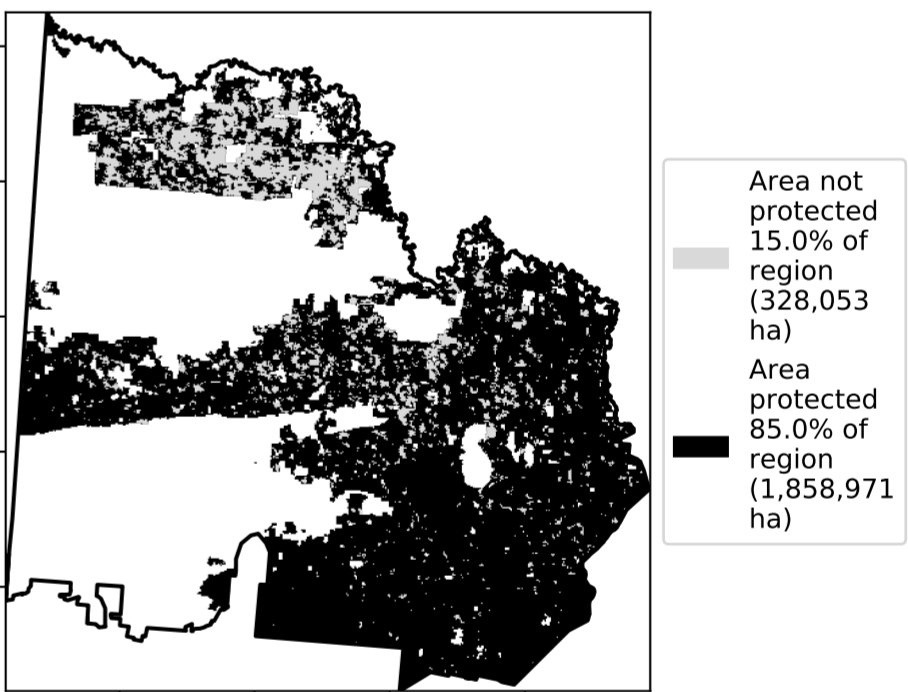 Area not
protected
15.0% of
region
(328,053
ha)
Area
protected
85.0% of
region
(1,858,971
ha)